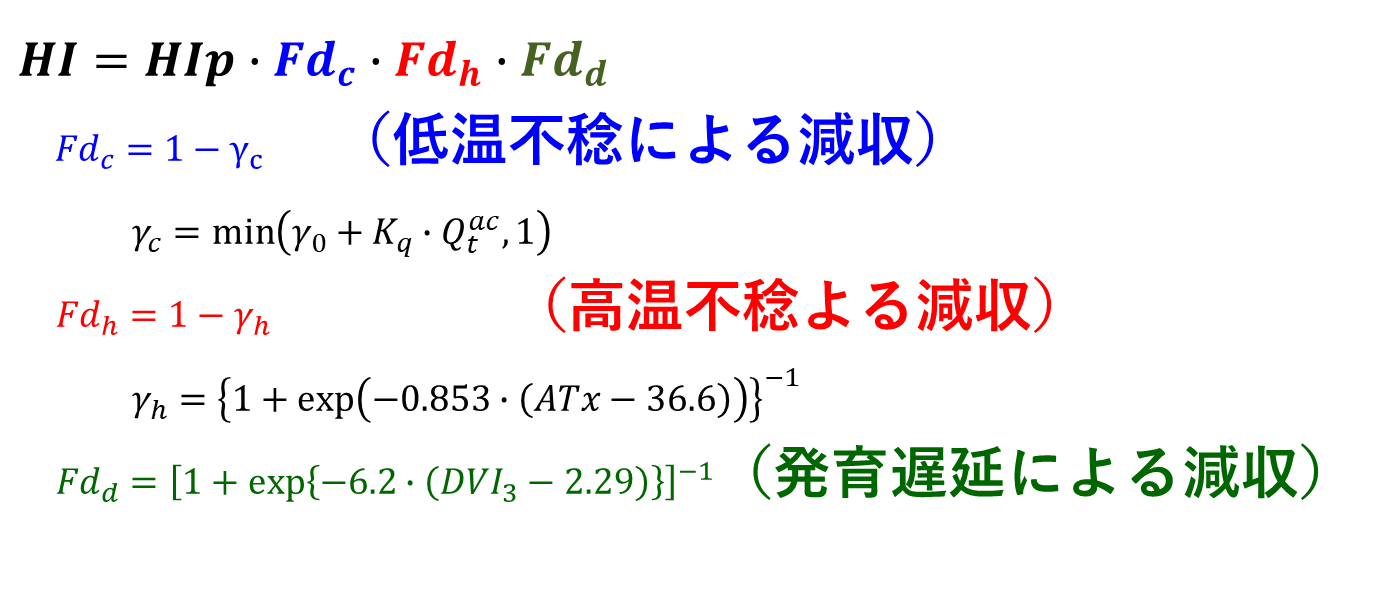 HI = HIp · Fd_c · Fd_h · Fd_d
Fd_c = 1 − γ_c （低温不稔による減収）
γ_c = min(γ_0 + K_q · Q_t^{ac}, 1)
Fd_h = 1 − γ_h （高温不稔よる減収）
γ_h = {1 + exp(−0.853 · (ATx − 36.6))}^{−1}
Fd_d = [1 + exp{−6.2 · (DVI_3 − 2.29)}]^{−1} （発育遅延による減収）